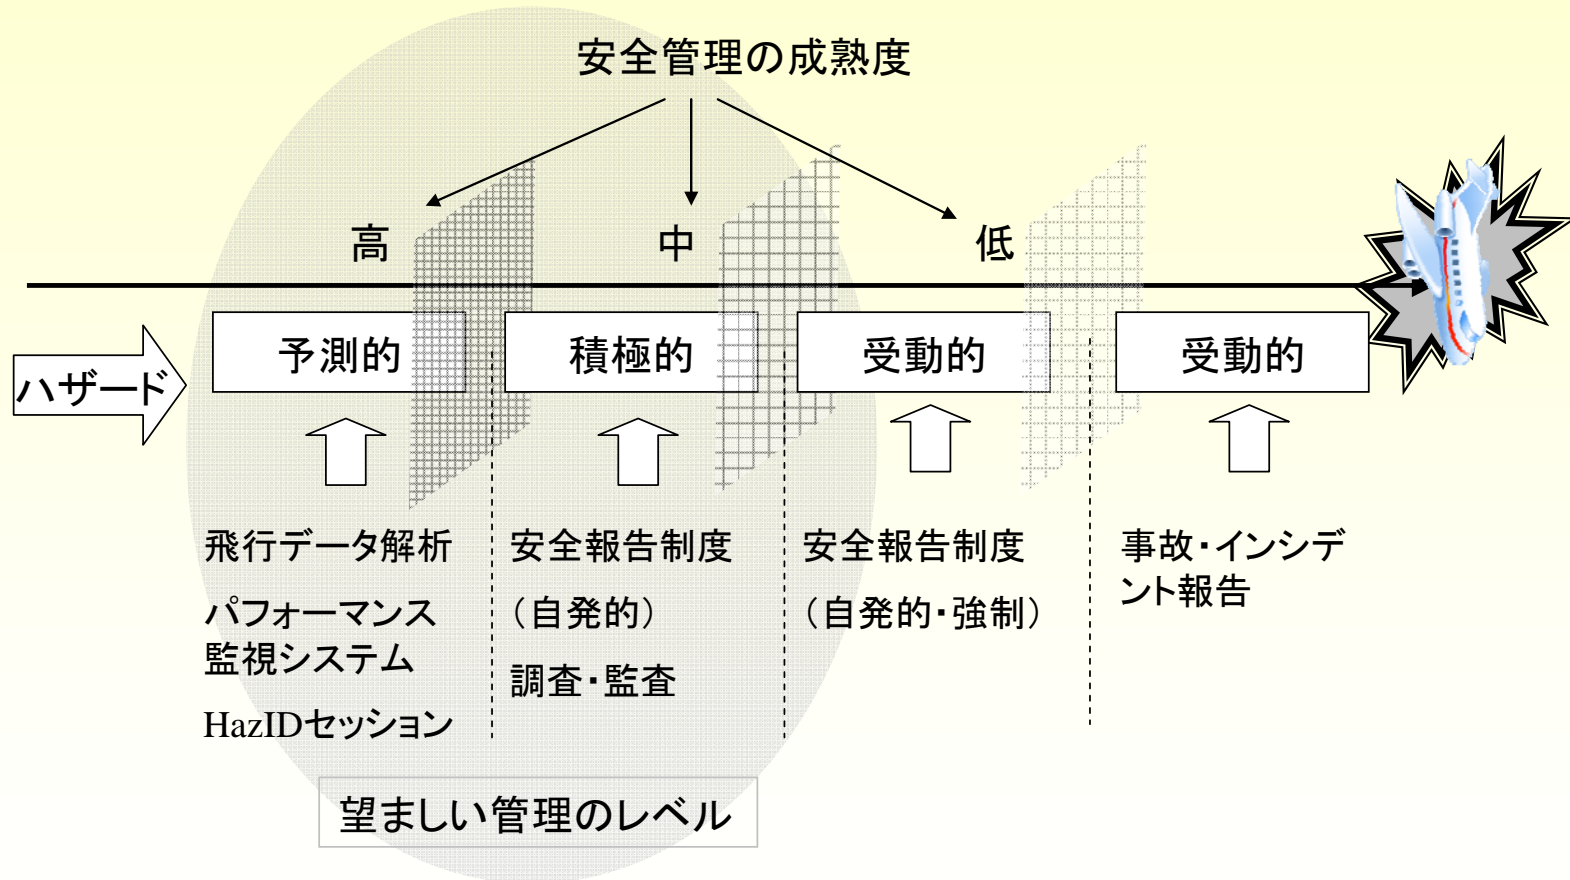 安全管理の成熟度
高
中
低
ハザード
予測的
積極的
受動的
受動的
飛行データ解析
パフォーマンス
監視システム
HazIDセッション
安全報告制度
（自発的）
調査・監査
安全報告制度
（自発的・強制）
事故・インシデ
ント報告
望ましい管理のレベル